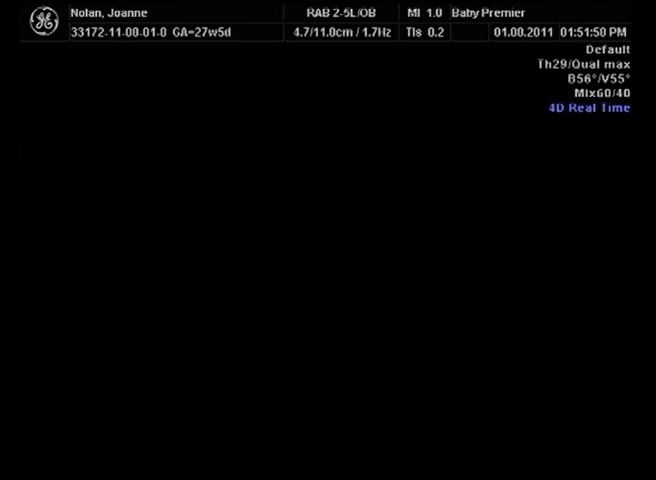 Nolan, Joanne RAB 2-5L/OB MI 1.0 Baby Premier
33172-11-00-01-0 GA=27w5d 4.7/11.0cm / 1.7Hz TIs 0.2 01.00.2011 01:51:50 PM
Default
Th29/Qual max
B56°/V55°
Mix60/40
4D Real Time